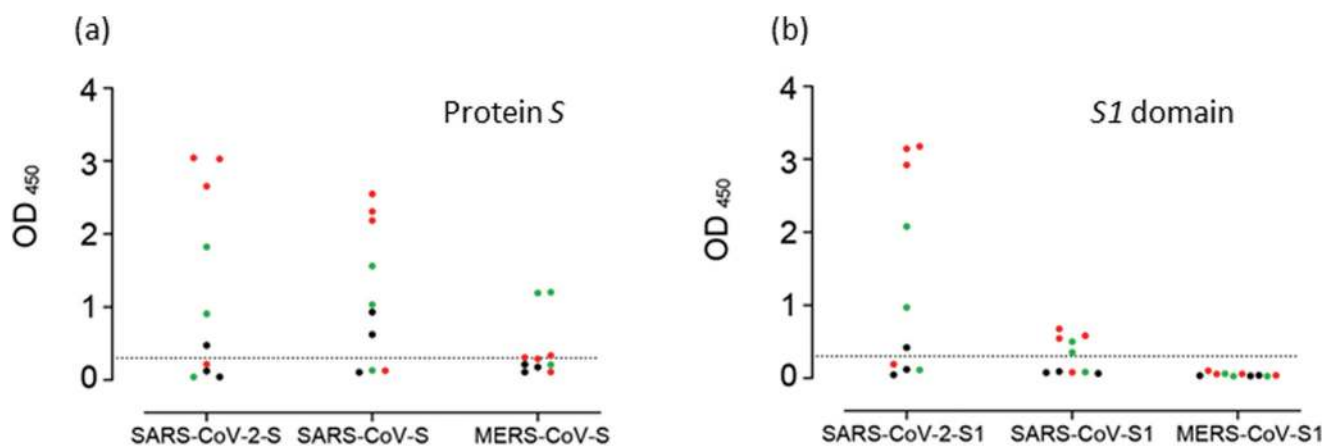 (a)
Protein S
OD 450
4
3
2
1
0
SARS-CoV-2-S SARS-CoV-S MERS-CoV-S
(b)
S1 domain
OD 450
4
3
2
1
0
SARS-CoV-2-S1 SARS-CoV-S1 MERS-CoV-S1